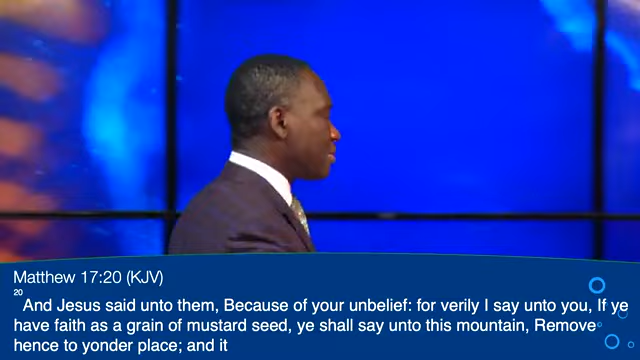 Matthew 17:20 (KJV)
20 And Jesus said unto them, Because of your unbelief: for verily I say unto you, If ye
have faith as a grain of mustard seed, ye shall say unto this mountain, Remove
hence to yonder place; and it